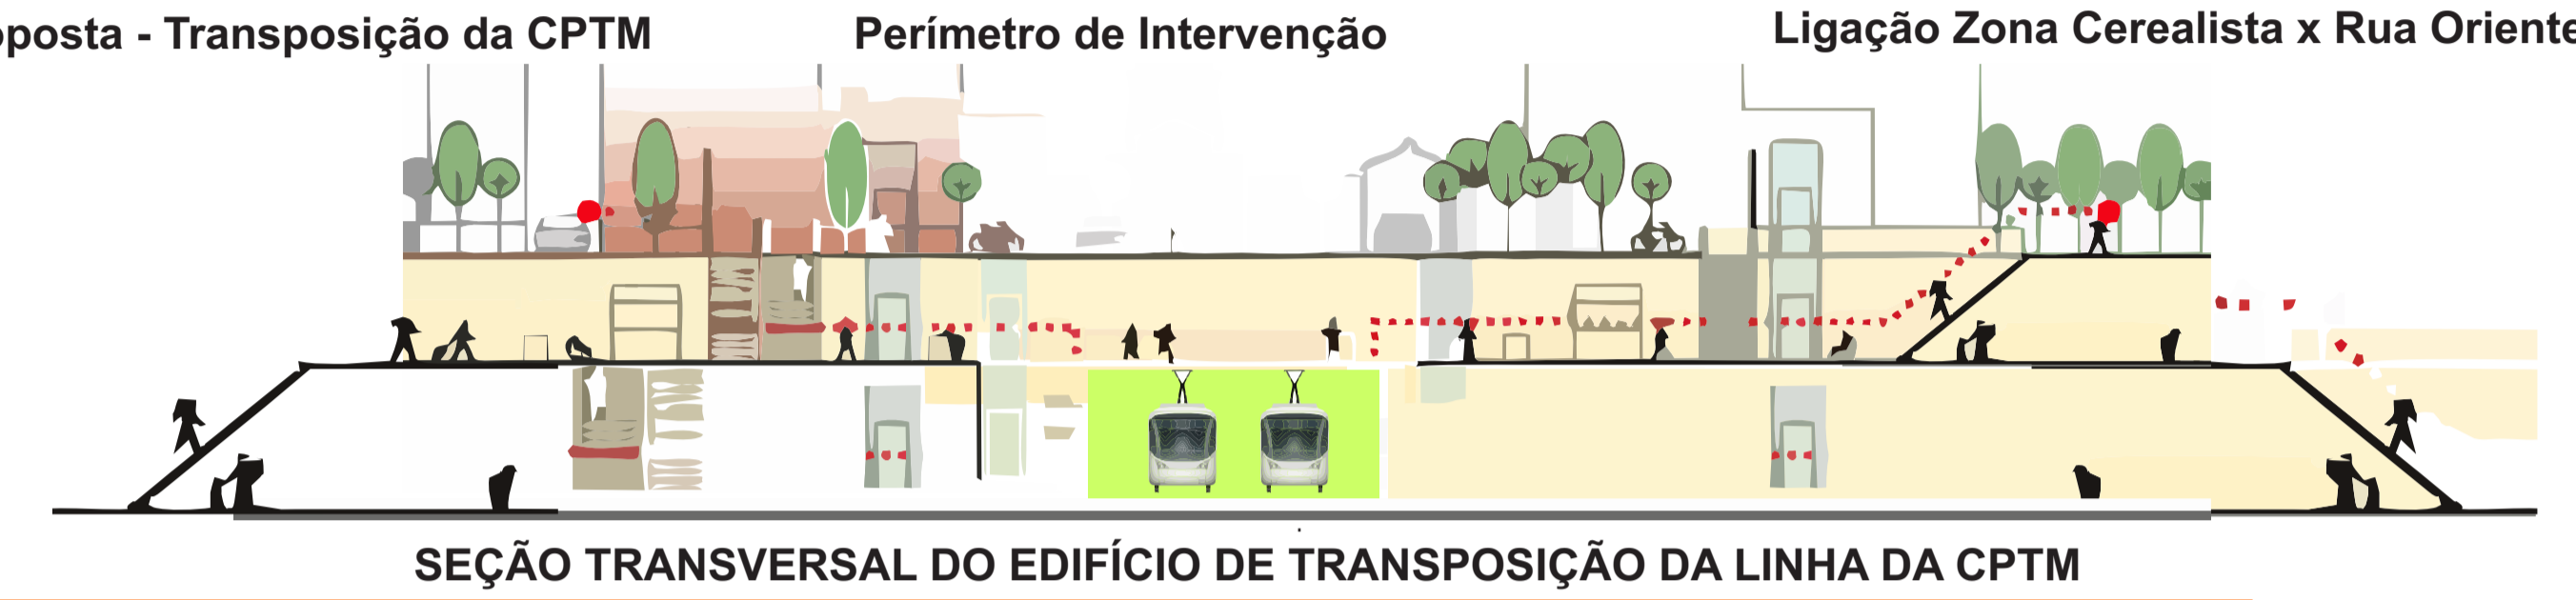 posta - Transposição da CPTM
Perímetro de Intervenção
Ligação Zona Cerealista x Rua Oriente
SEÇÃO TRANSVERSAL DO EDIFÍCIO DE TRANSPOSIÇÃO DA LINHA DA CPTM